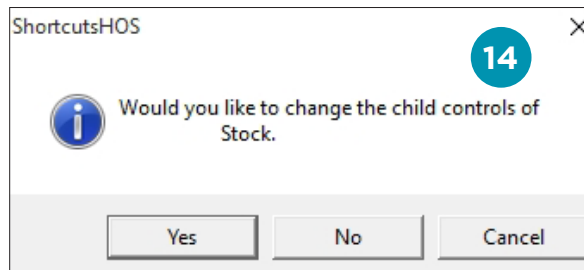 ShortcutsHOS
14
Would you like to change the child controls of
Stock.
Yes No Cancel